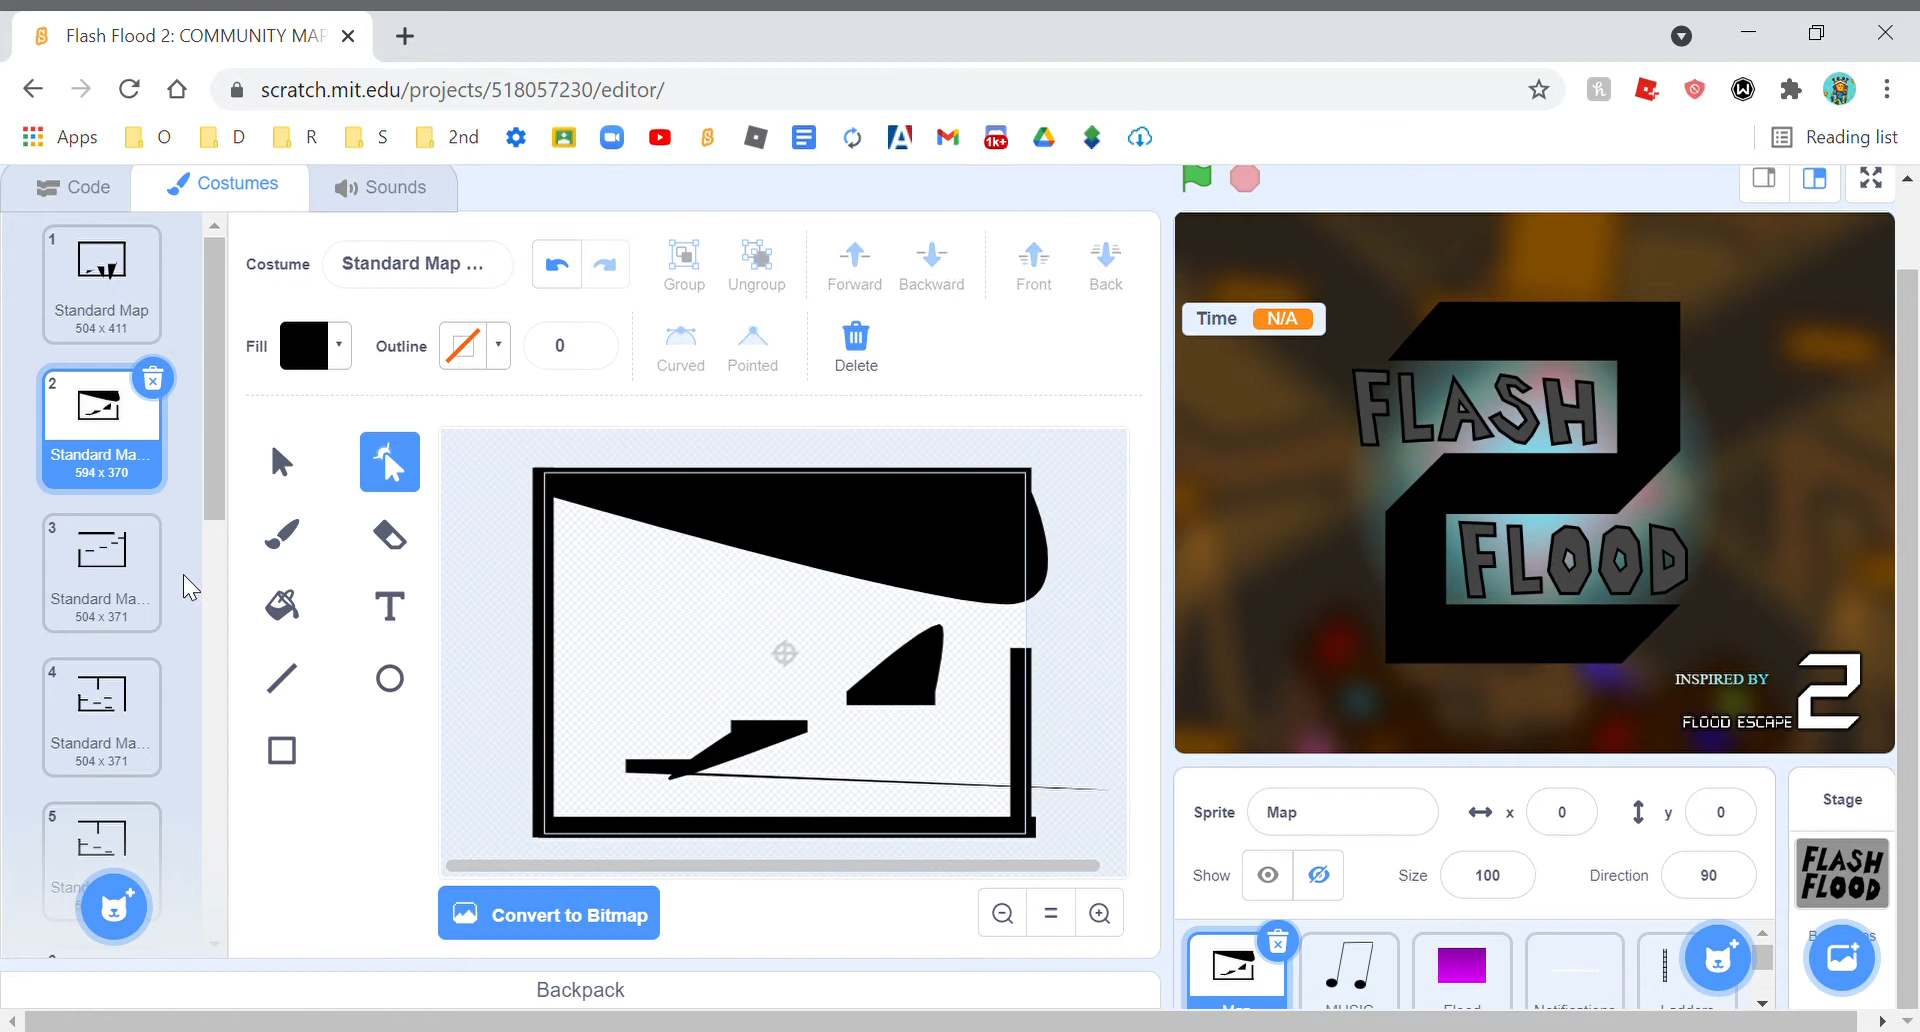 Flash Flood 2: COMMUNITY MAP
scratch.mit.edu/projects/518057230/editor/
Apps O D R S 2nd 1k+ Reading list
Code Costumes Sounds
1
Standard Map
504 x 411
2
Standard Ma...
594 x 370
3
Standard Ma...
504 x 371
4
Standard Ma...
504 x 371
5
Costume Standard Map ... Group Ungroup Forward Backward Front Back
Fill Outline 0 Curved Pointed Delete
T
Convert to Bitmap
Backpack
Time N/A
FLASH
2
FLOOD
INSPIRED BY
FLOOD ESCAPE 2
Sprite Map x 0 y 0
Show Size 100 Direction 90
Stage
FLASH
FLOOD